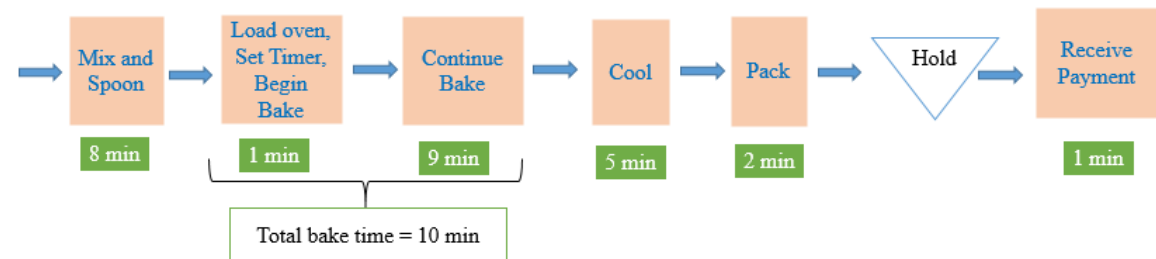 Mix and
Spoon
8 min
Load oven,
Set Timer,
Begin
Bake
1 min
Continue
Bake
9 min
Total bake time = 10 min
Cool
5 min
Pack
2 min
Hold
Receive
Payment
1 min